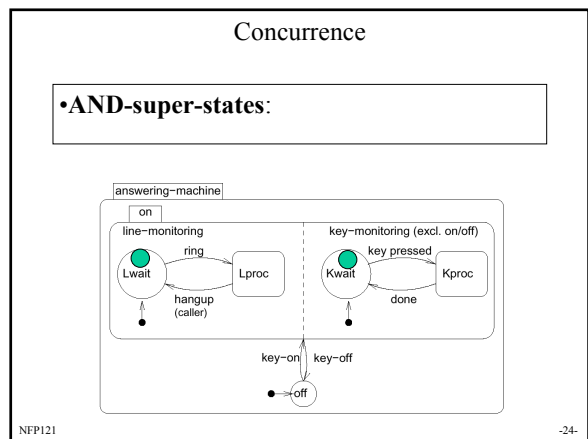 Concurrence
•AND-super-states:
answering−machine
on
line−monitoring
key−monitoring (excl. on/off)
ring
key pressed
Lwait
Lproc
Kwait
Kproc
hangup
(caller)
done
key−on
key−off
off
NFP121
-24-